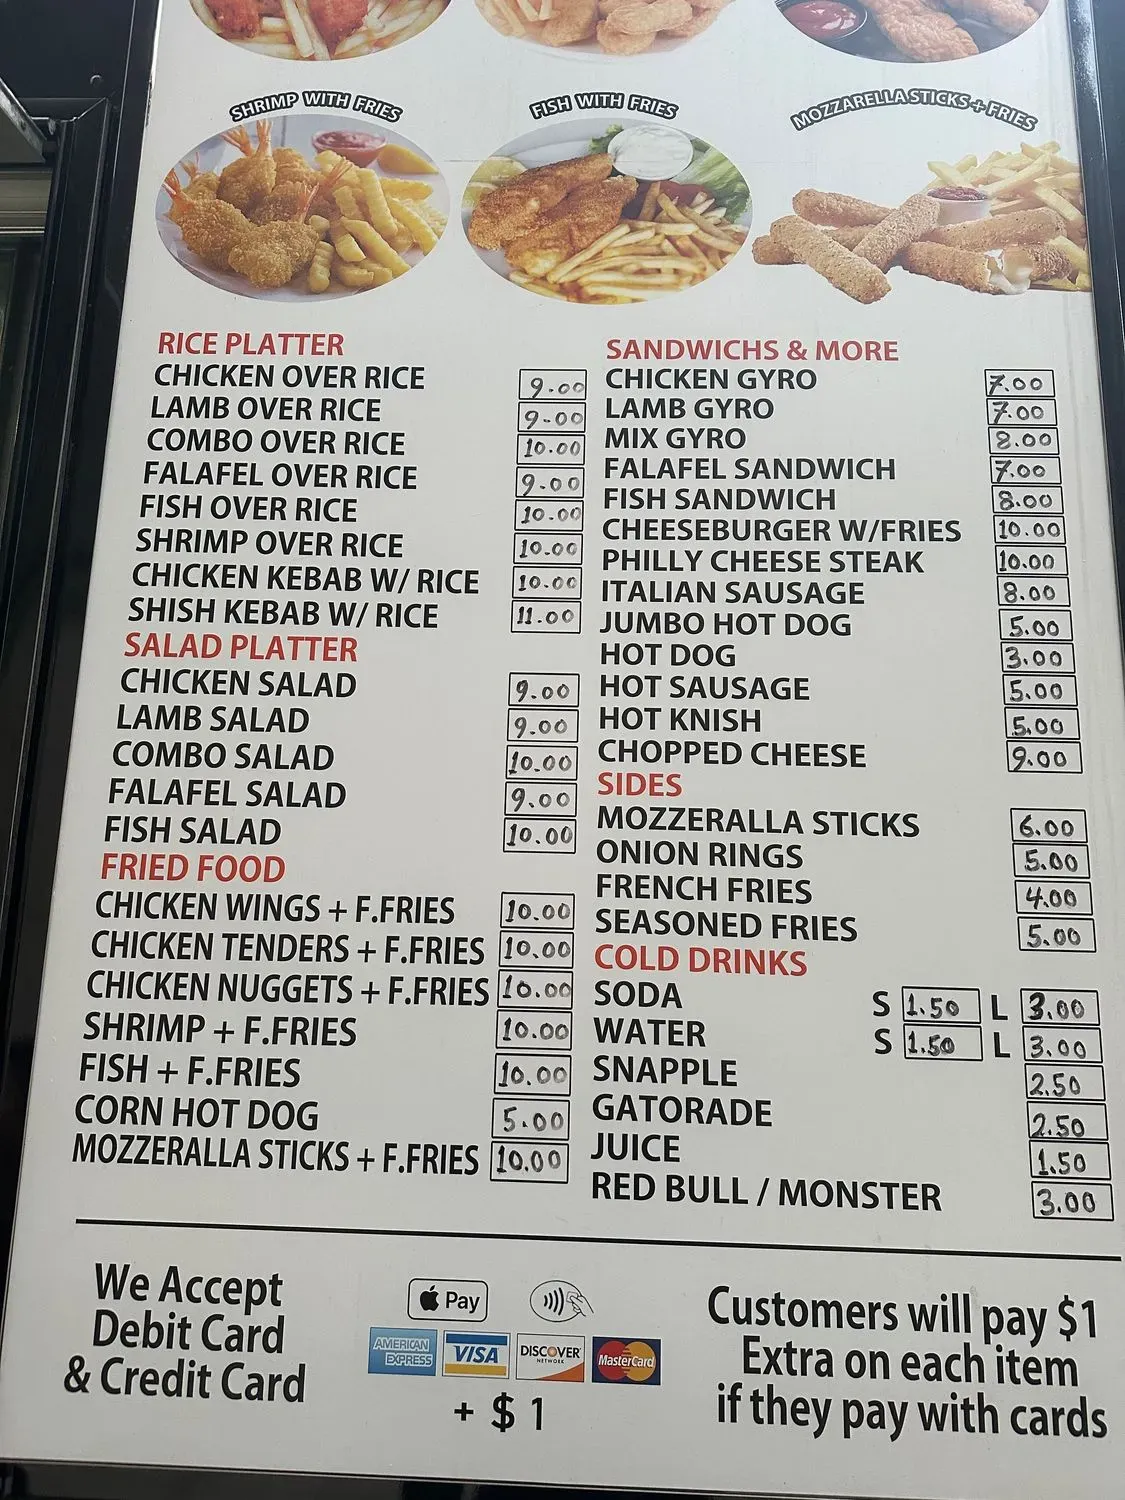 SHRIMP WITH FRIES
FISH WITH FRIES
MOZZARELLA STICKS + FRIES
RICE PLATTER
CHICKEN OVER RICE 9.00
LAMB OVER RICE 9.00
COMBO OVER RICE 10.00
FALAFEL OVER RICE 9.00
FISH OVER RICE 10.00
SHRIMP OVER RICE 10.00
CHICKEN KEBAB W/ RICE 10.00
SHISH KEBAB W/ RICE 11.00
SALAD PLATTER
CHICKEN SALAD 9.00
LAMB SALAD 9.00
COMBO SALAD 10.00
FALAFEL SALAD 9.00
FISH SALAD 10.00
FRIED FOOD
CHICKEN WINGS + F.FRIES 10.00
CHICKEN TENDERS + F.FRIES 10.00
CHICKEN NUGGETS + F.FRIES 10.00
SHRIMP + F.FRIES 10.00
FISH + F.FRIES 10.00
CORN HOT DOG 5.00
MOZZERALLA STICKS + F.FRIES 10.00
SANDWICHS & MORE
CHICKEN GYRO 7.00
LAMB GYRO 7.00
MIX GYRO 8.00
FALAFEL SANDWICH 7.00
FISH SANDWICH 8.00
CHEESEBURGER W/FRIES 10.00
PHILLY CHEESE STEAK 10.00
ITALIAN SAUSAGE 8.00
JUMBO HOT DOG 5.00
HOT DOG 3.00
HOT SAUSAGE 5.00
HOT KNISH 5.00
CHOPPED CHEESE 9.00
SIDES
MOZZERALLA STICKS 6.00
ONION RINGS 5.00
FRENCH FRIES 4.00
SEASONED FRIES 5.00
COLD DRINKS
SODA S 1.50 L 3.00
WATER S 1.50 L 3.00
SNAPPLE 2.50
GATORADE 2.50
JUICE 1.50
RED BULL / MONSTER 3.00
We Accept
Debit Card
& Credit Card
Pay
AMERICAN
EXPRESS
VISA
DISCOVER
NETWORK
MasterCard
+ $ 1
Customers will pay $1
Extra on each item
if they pay with cards